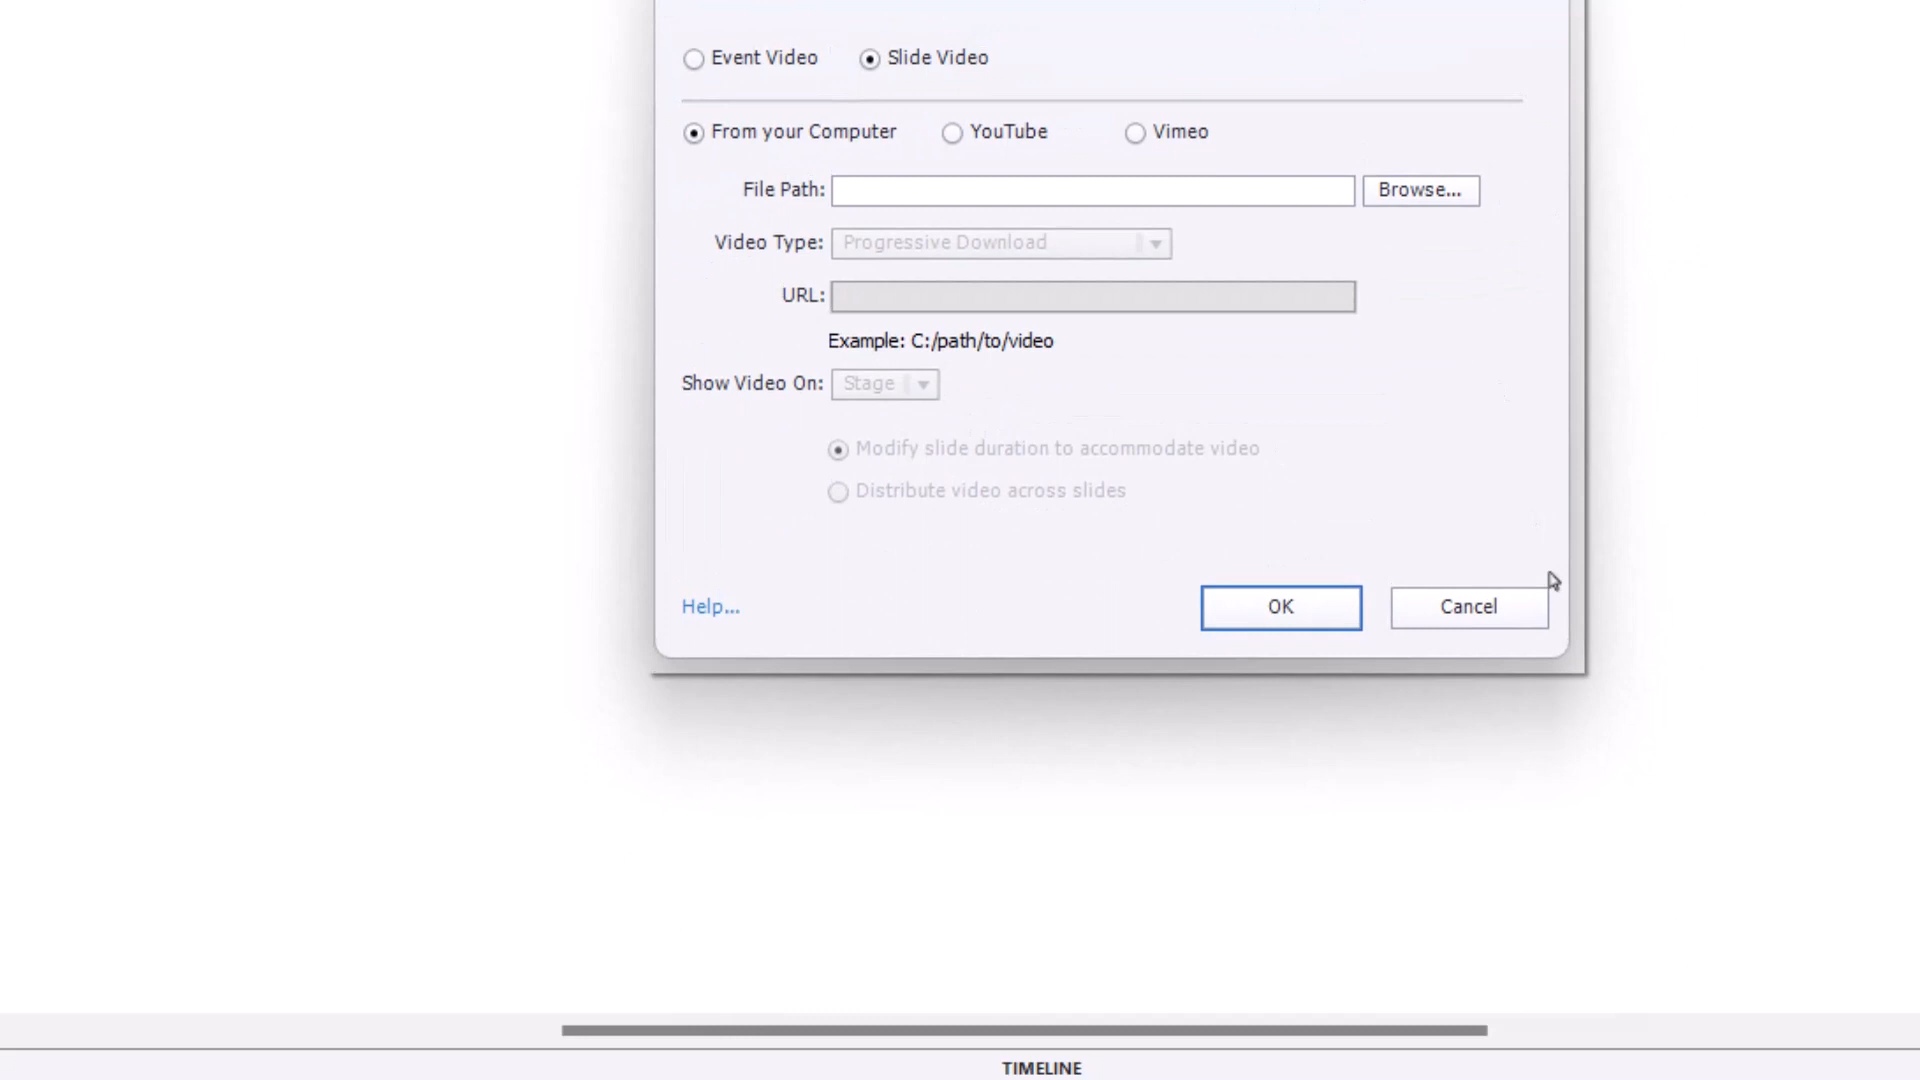 Event Video Slide Video
From your Computer YouTube Vimeo
File Path: Browse...
Video Type: Progressive Download
URL:
Example: C:/path/to/video
Show Video On: Stage
Modify slide duration to accommodate video
Distribute video across slides
Help... OK Cancel
TIMELINE